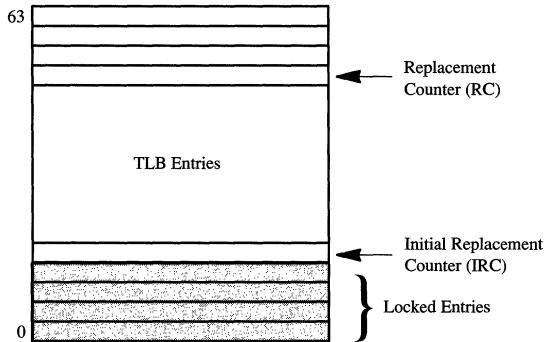 63
Replacement
Counter (RC)
TLB Entries
Initial Replacement
Counter (IRC)
Locked Entries
0